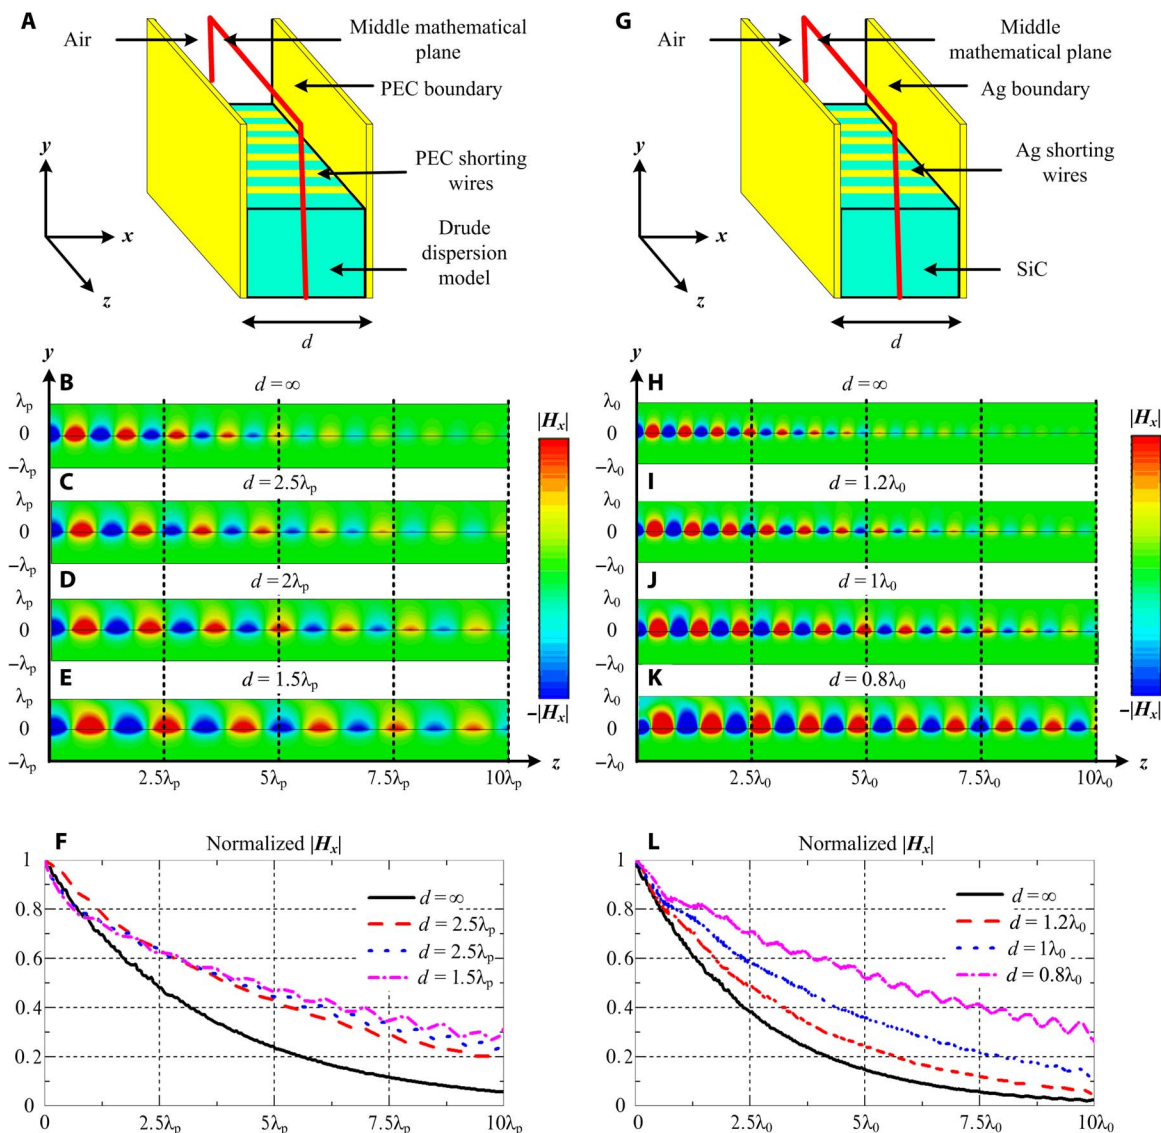 A
Air
Middle mathematical
plane
PEC boundary
PEC shorting
wires
Drude
dispersion
model
y
x
z
d
G
Air
Middle
mathematical plane
Ag boundary
Ag shorting
wires
SiC
y
x
z
d
y
B
d = ∞
λp
0
−λp
C
d = 2.5λp
λp
0
−λp
D
d = 2λp
λp
0
−λp
E
d = 1.5λp
λp
0
−λp
2.5λp 5λp 7.5λp 10λp
z
|Hx|
−|Hx|
y
H
d = ∞
λ0
0
−λ0
I
d = 1.2λ0
λ0
0
−λ0
J
d = 1λ0
λ0
0
−λ0
K
d = 0.8λ0
λ0
0
−λ0
2.5λ0 5λ0 7.5λ0 10λ0
z
|Hx|
−|Hx|
F
Normalized |Hx|
1
0.8
0.6
0.4
0.2
0
d = ∞
d = 2.5λp
d = 2.5λp
d = 1.5λp
2.5λp 5λp 7.5λp 10λp
L
Normalized |Hx|
1
0.8
0.6
0.4
0.2
0
d = ∞
d = 1.2λ0
d = 1λ0
d = 0.8λ0
2.5λ0 5λ0 7.5λ0 10λ0